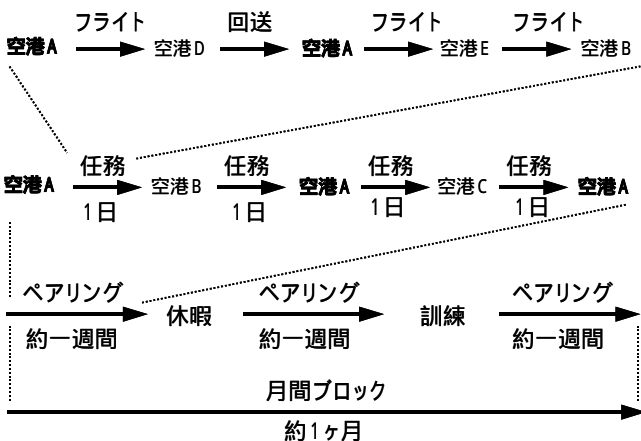 フライト 回送 フライト フライト
空港A 空港D 空港A 空港E 空港B
任務 任務 任務 任務
空港A 空港B 空港A 空港C 空港A
1日 1日 1日 1日
ペアリング ペアリング ペアリング
休暇 訓練
約一週間 約一週間 約一週間
月間ブロック
約1ヶ月